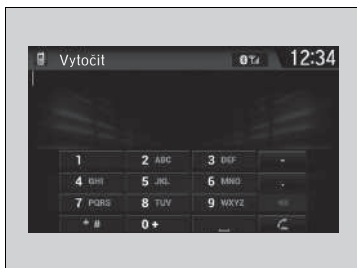 Vytočit 12:34
1 2 ABC 3 DEF -
4 GHI 5 JKL 6 MNO .
7 PQRS 8 TUV 9 WXYZ
* # 0 + _